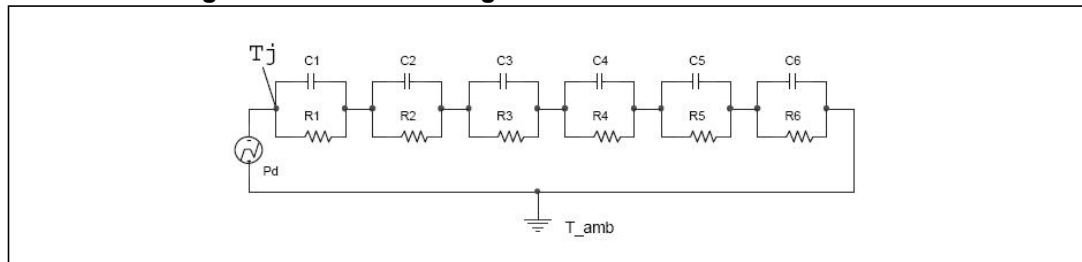 Tj
C1 C2 C3 C4 C5 C6
R1 R2 R3 R4 R5 R6
Pd
T_amb